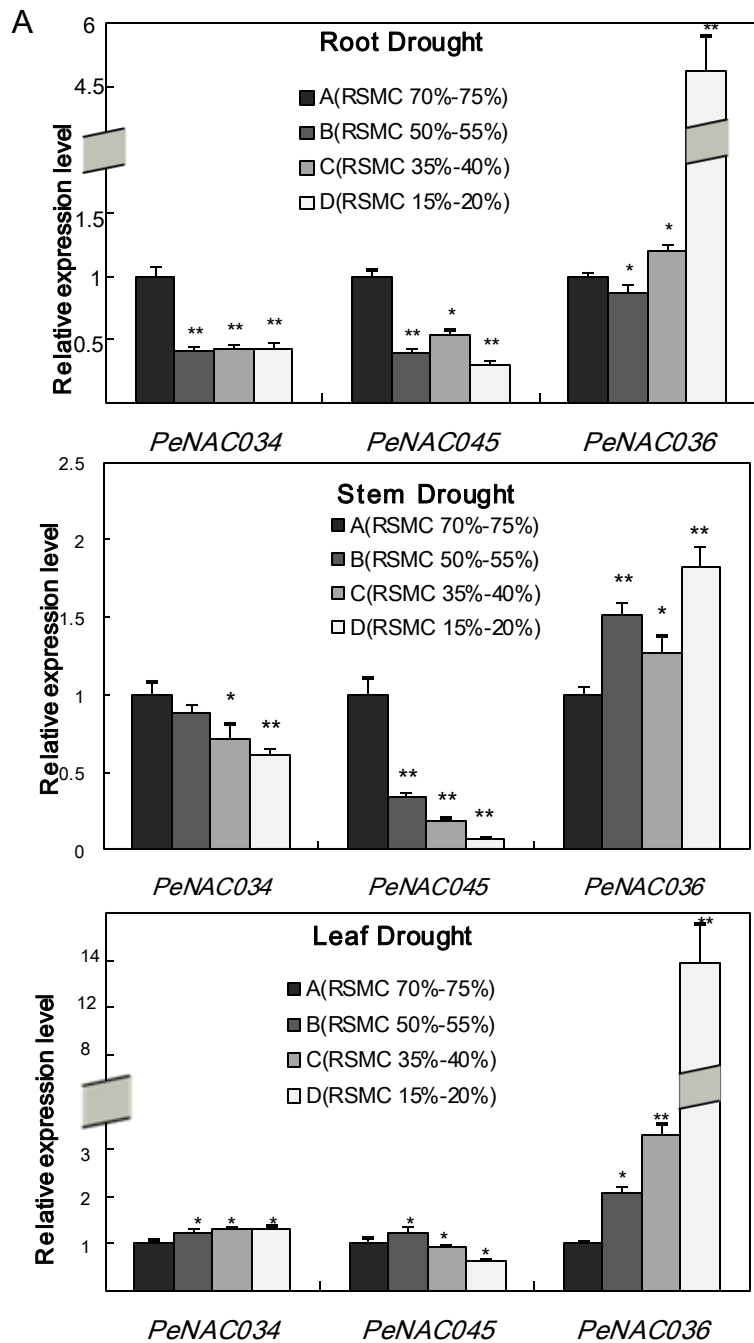 A
Root Drought
A(RSMC 70%-75%)
B(RSMC 50%-55%)
C(RSMC 35%-40%)
D(RSMC 15%-20%)
Relative expression level
6
4.5
1.5
1
0.5
** ** **
** * **
* * **
PeNAC034 PeNAC045 PeNAC036
Stem Drought
A(RSMC 70%-75%)
B(RSMC 50%-55%)
C(RSMC 35%-40%)
D(RSMC 15%-20%)
Relative expression level
2.5
2
1.5
1
0.5
0
* **
** ** **
** * **
PeNAC034 PeNAC045 PeNAC036
Leaf Drought
A(RSMC 70%-75%)
B(RSMC 50%-55%)
C(RSMC 35%-40%)
D(RSMC 15%-20%)
Relative expression level
14
12
8
3
2
1
* * *
* * *
* ** **
PeNAC034 PeNAC045 PeNAC036